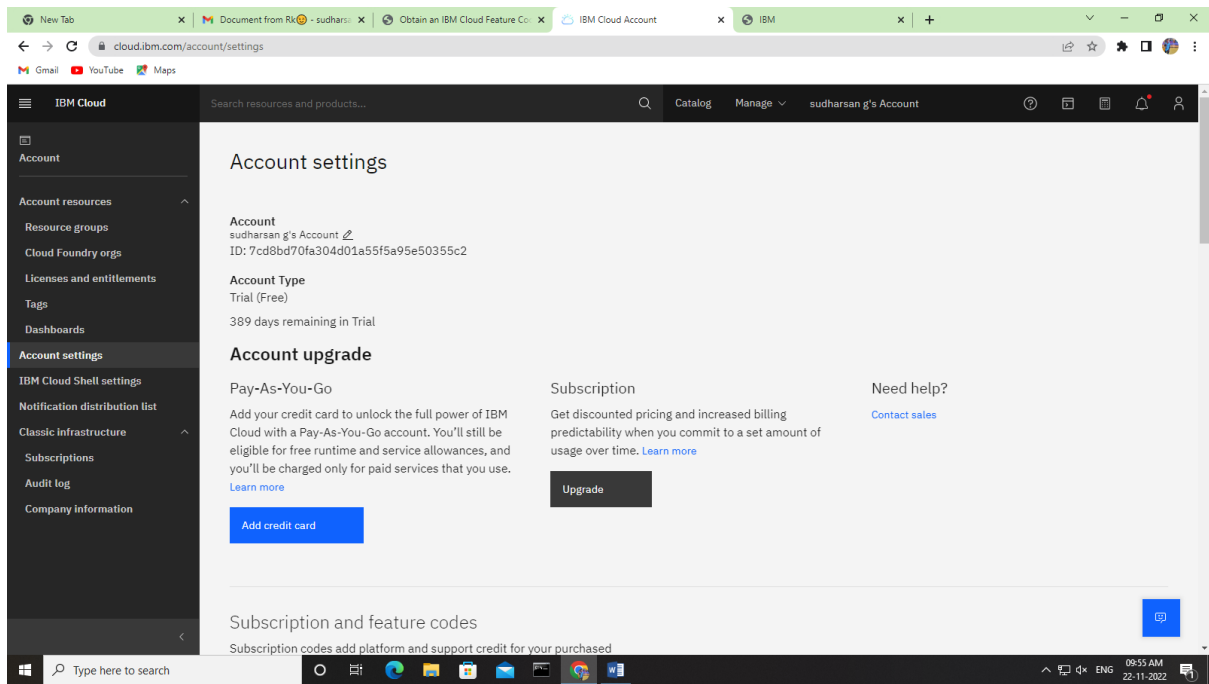 New Tab
Document from Rk😊 - sudharsa
Obtain an IBM Cloud Feature Co
IBM Cloud Account
IBM
cloud.ibm.com/account/settings
Gmail
YouTube
Maps
IBM Cloud
Search resources and products...
Catalog
Manage
sudharsan g's Account
Account
Account resources
Resource groups
Cloud Foundry orgs
Licenses and entitlements
Tags
Dashboards
Account settings
IBM Cloud Shell settings
Notification distribution list
Classic infrastructure
Subscriptions
Audit log
Company information
Account settings
Account
sudharsan g's Account
ID: 7cd8bd70fa304d01a55f5a95e50355c2
Account Type
Trial (Free)
389 days remaining in Trial
Account upgrade
Pay-As-You-Go
Add your credit card to unlock the full power of IBM
Cloud with a Pay-As-You-Go account. You'll still be
eligible for free runtime and service allowances, and
you'll be charged only for paid services that you use.
Learn more
Add credit card
Subscription
Get discounted pricing and increased billing
predictability when you commit to a set amount of
usage over time. Learn more
Upgrade
Need help?
Contact sales
Subscription and feature codes
Subscription codes add platform and support credit for your purchased
Type here to search
ENG
09:55 AM
22-11-2022
1